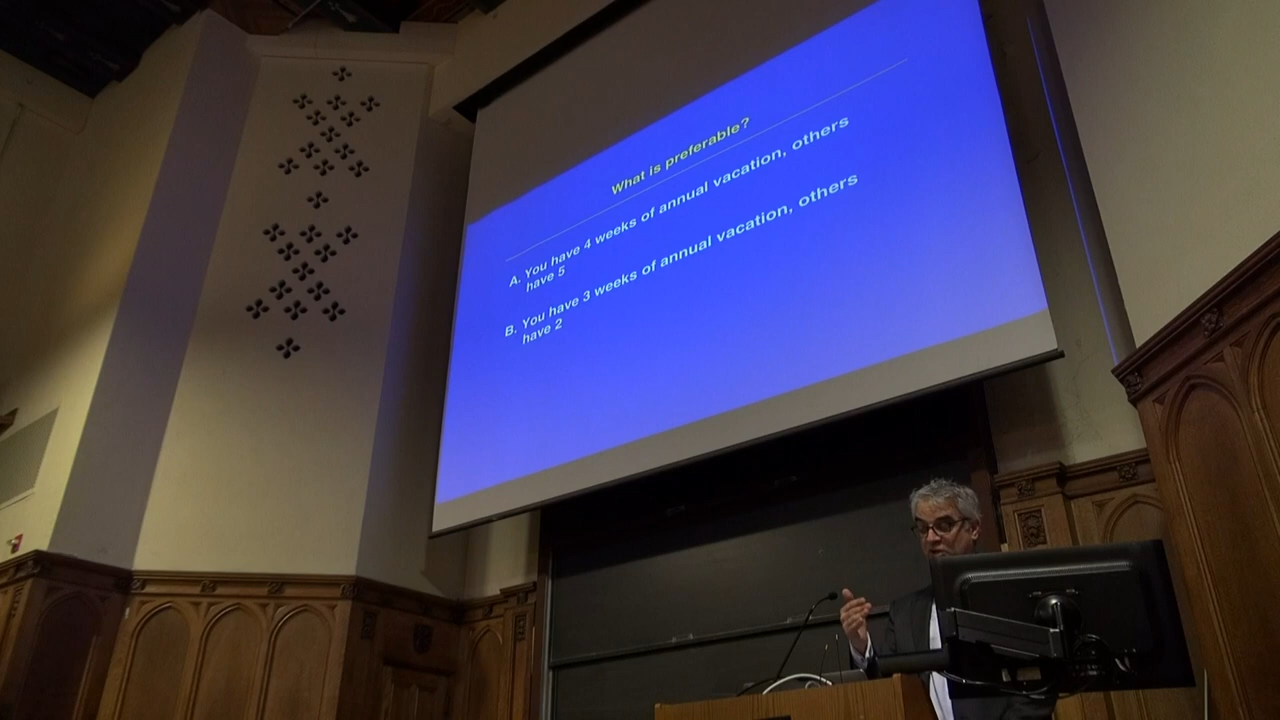 What is preferable?
A. You have 4 weeks of annual vacation, others
have 5
B. You have 3 weeks of annual vacation, others
have 2